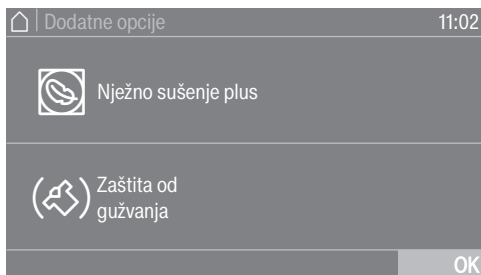 Dodatne opcije 11:02
Nježno sušenje plus
Zaštita od
gužvanja
OK